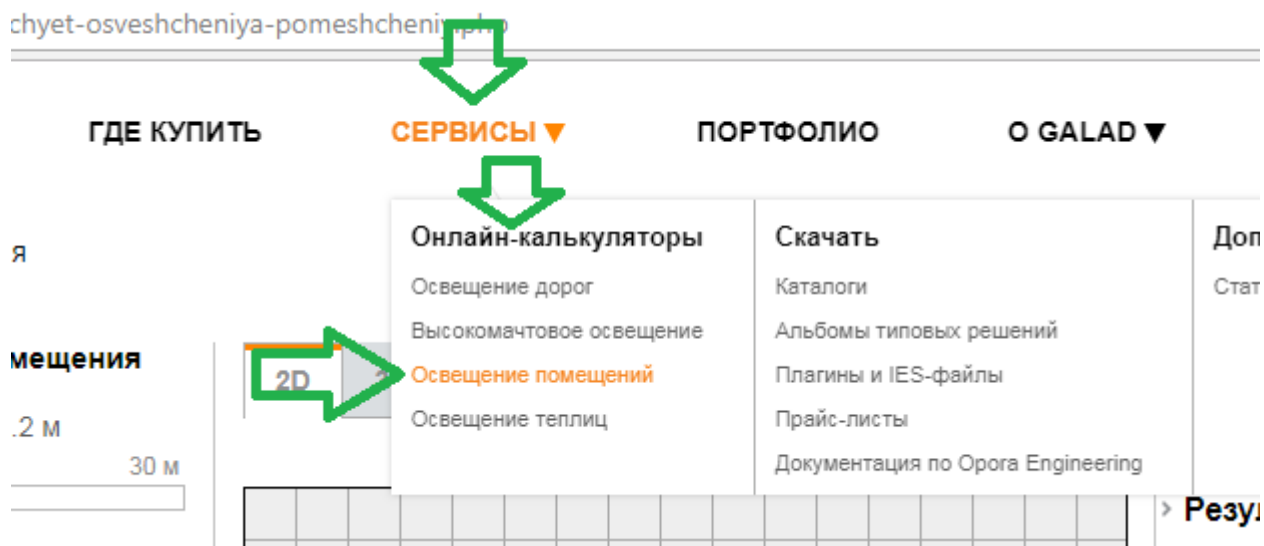 chyet-osveshcheniya-pomeshcheniy.php
ГДЕ КУПИТЬ СЕРВИСЫ ▼ ПОРТФОЛИО О GALAD ▼
Онлайн-калькуляторы Скачать Доп
я
Освещение дорог Каталоги Стат
Высокомачтовое освещение Альбомы типовых решений
мещения
2D Освещение помещений Плагины и IES-файлы
.2 м Освещение теплиц Прайс-листы
30 м Документация по Opora Engineering
Резул